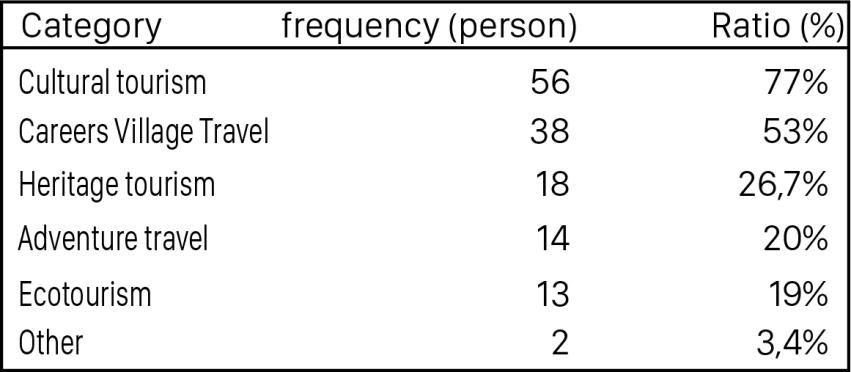 Category frequency (person) Ratio (%)
Cultural tourism 56 77%
Careers Village Travel 38 53%
Heritage tourism 18 26,7%
Adventure travel 14 20%
Ecotourism 13 19%
Other 2 3,4%